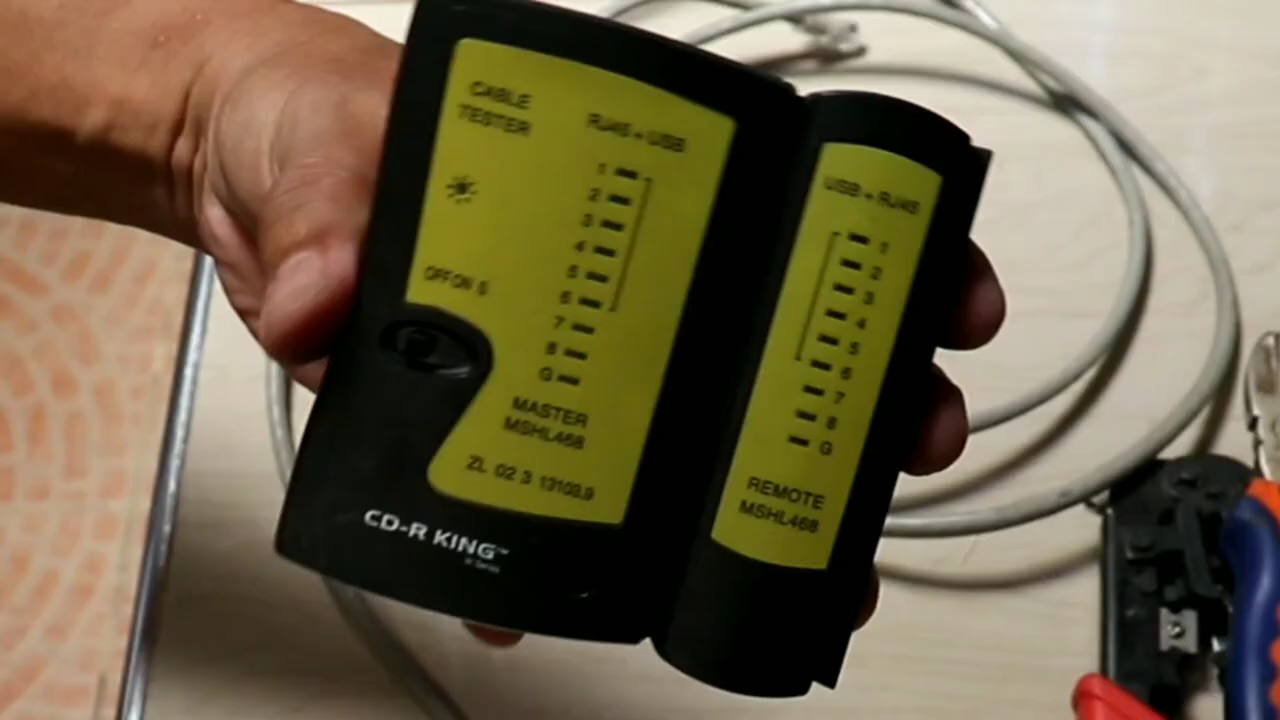 CABLE
TESTER
RJ45 + USB
1
2
3
4
5
6
7
8
G
OFF ON S
MASTER
MSHL468
ZL 02 3 13103.9
CD-R KING™
USB + RJ45
1
2
3
4
5
6
7
8
G
REMOTE
MSHL468